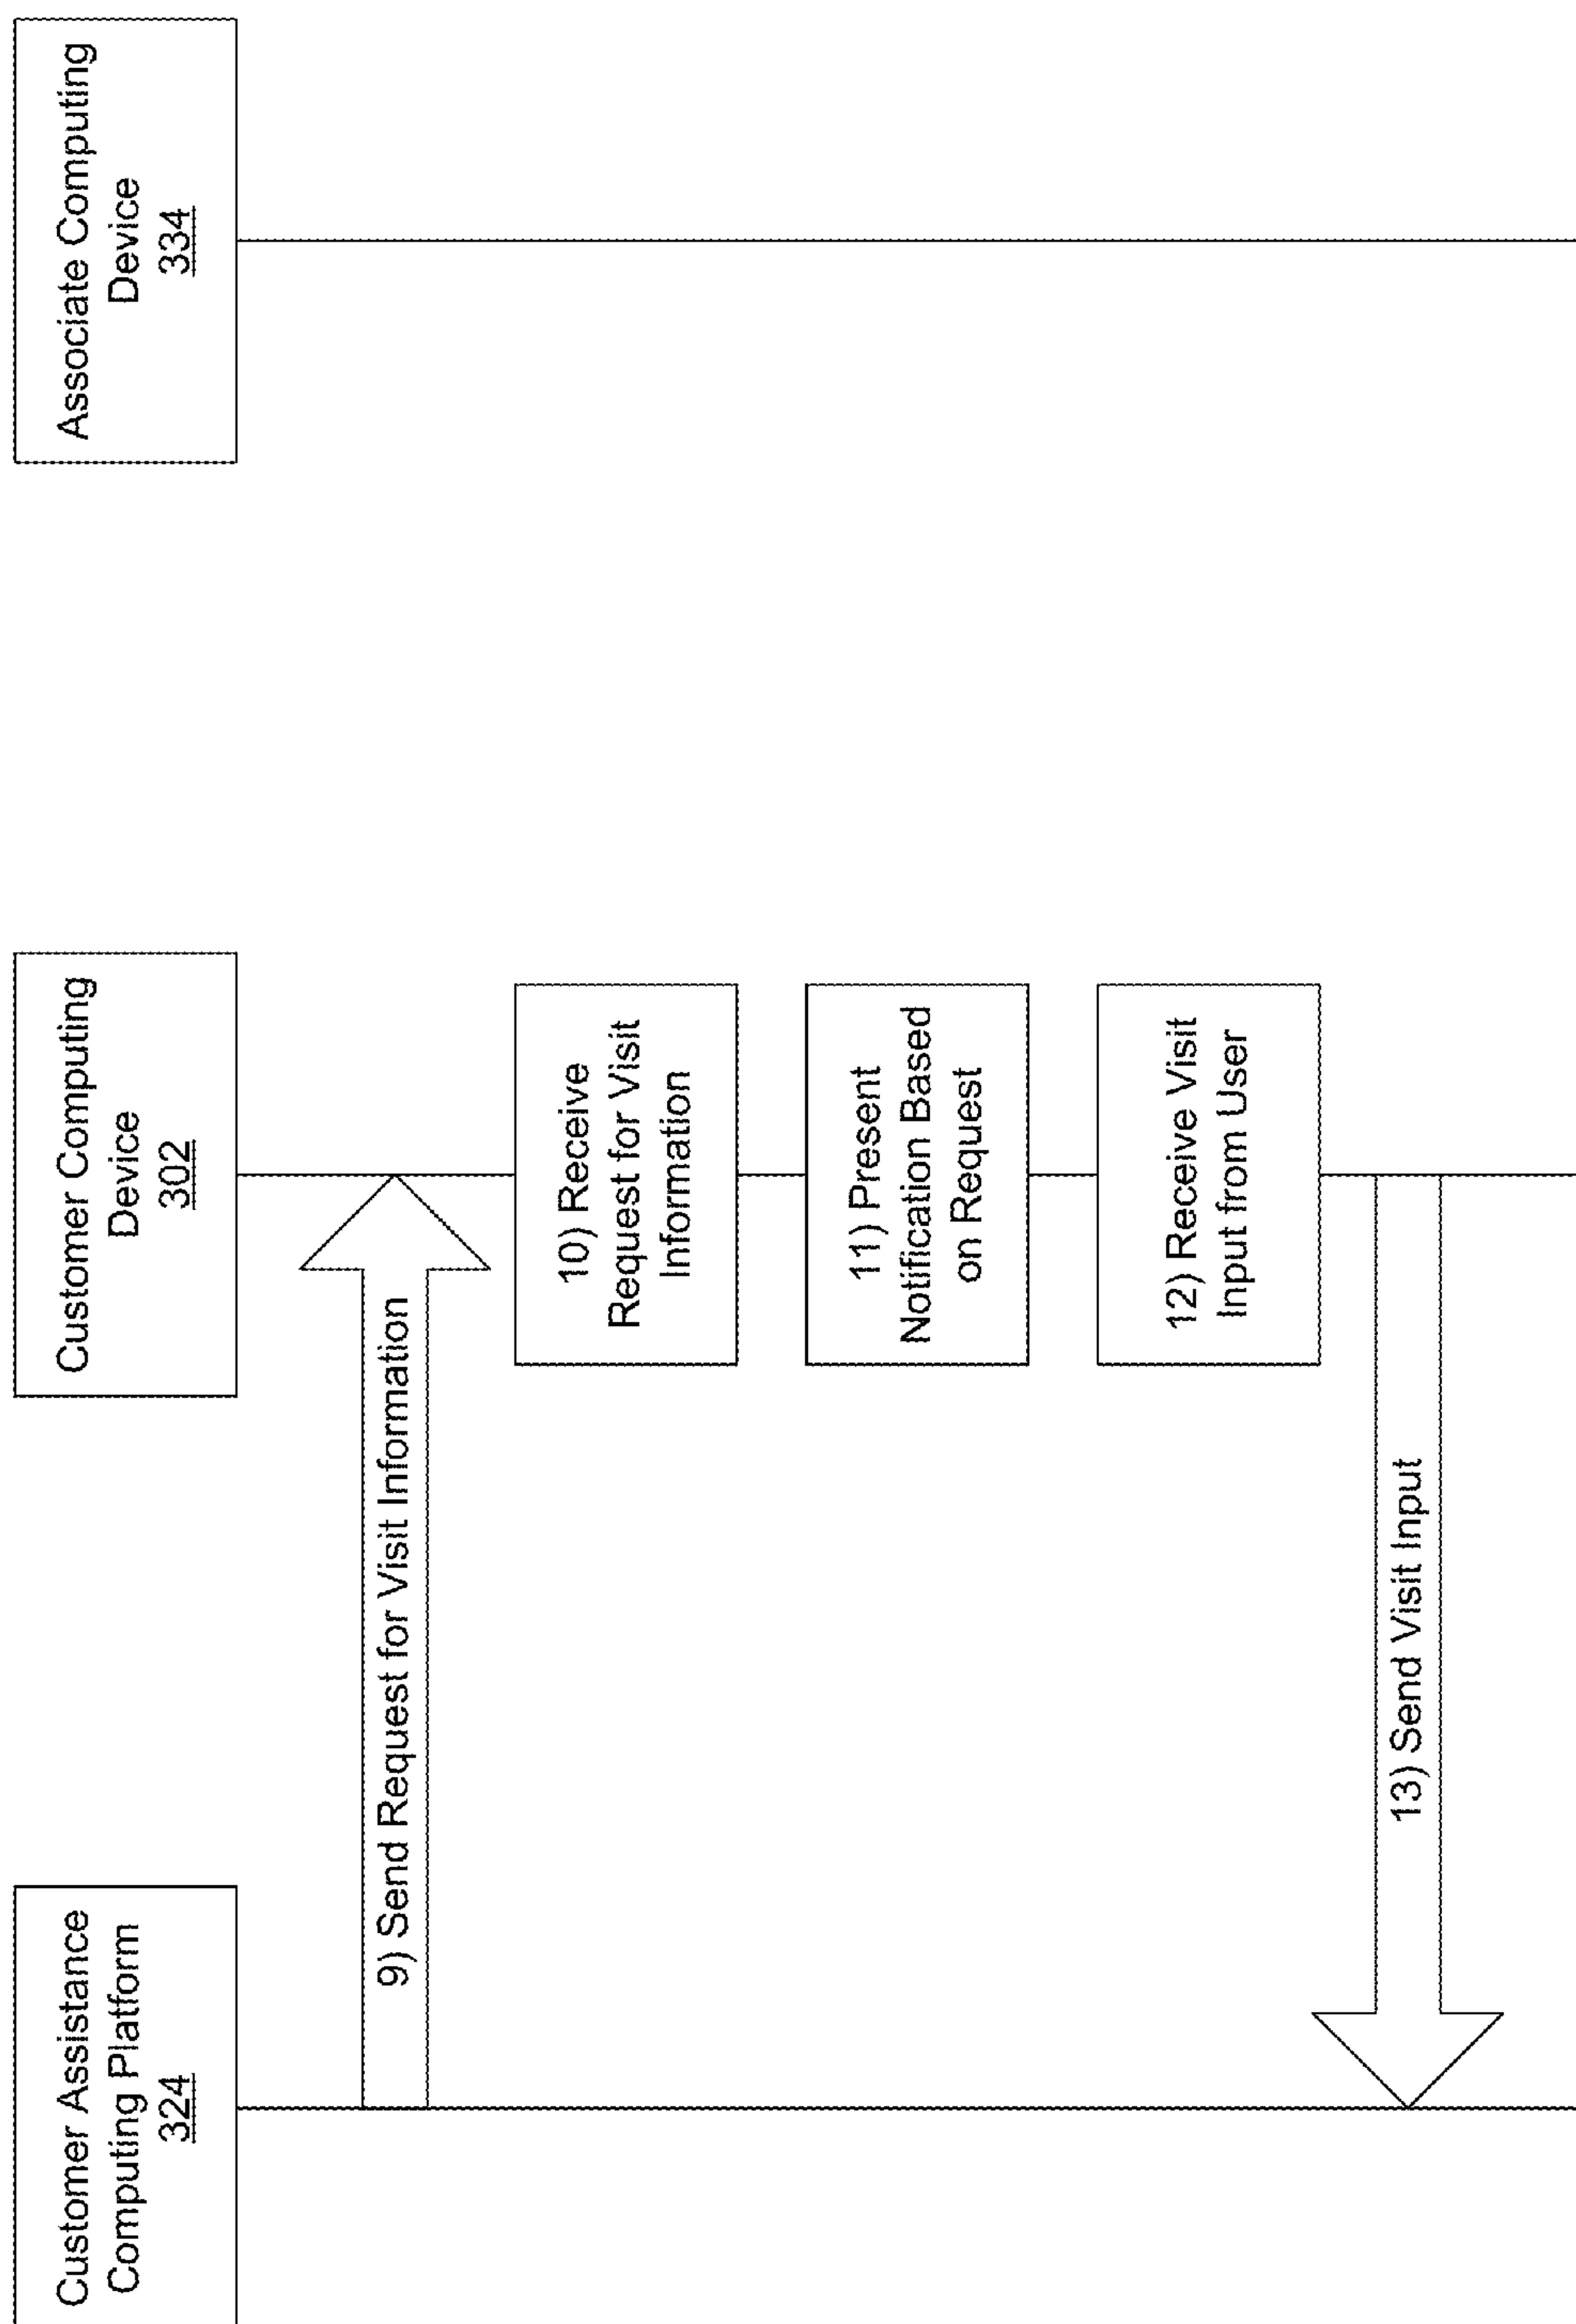 Customer Assistance
Computing Platform
324
Customer Computing
Device
302
Associate Computing
Device
334
9) Send Request for Visit Information
10) Receive
Request for Visit
Information
11) Present
Notification Based
on Request
12) Receive Visit
Input from User
13) Send Visit Input